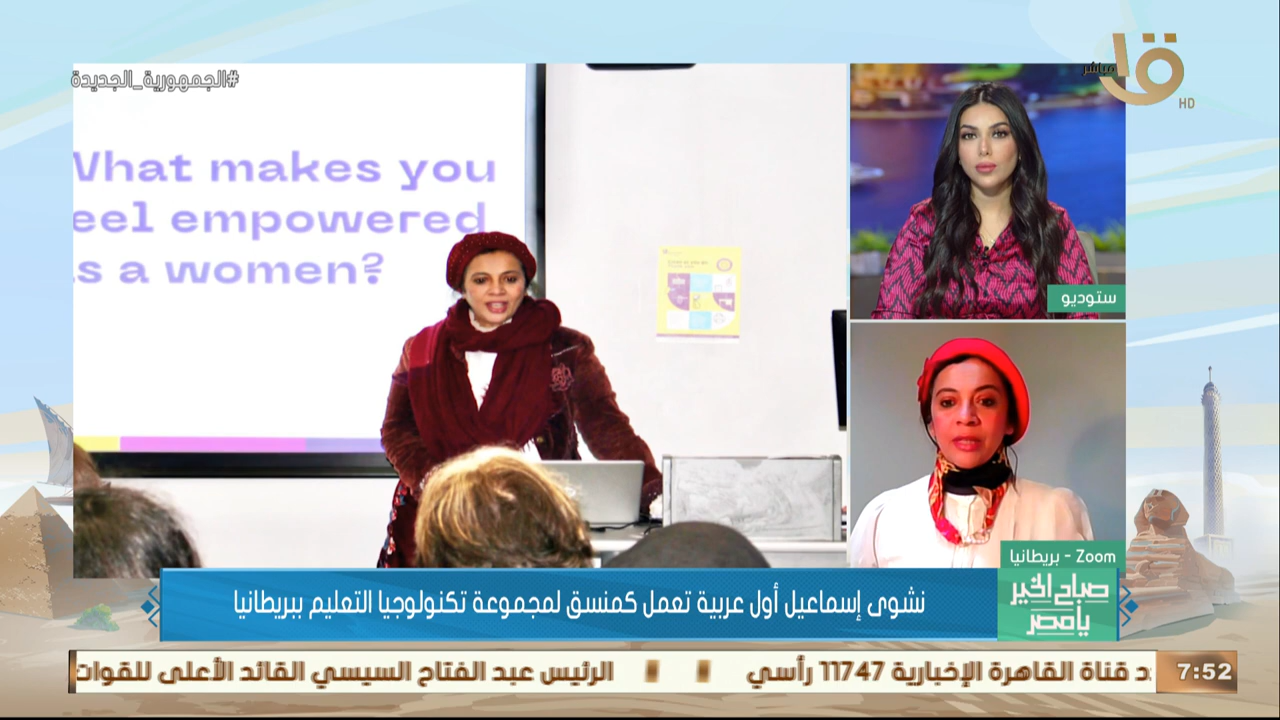 #الجمهورية_الجديدة
مباشر
HD
What makes you
eel empowered
s a women?
ستوديو
Zoom - بريطانيا
صباح الخير
يا مصر
نشوى إسماعيل أول عربية تعمل كمنسق لمجموعة تكنولوجيا التعليم ببريطانيا
7:52
د قناة القاهرة الإخبارية 11747 رأسي
الرئيس عبد الفتاح السيسي القائد الأعلى للقوات